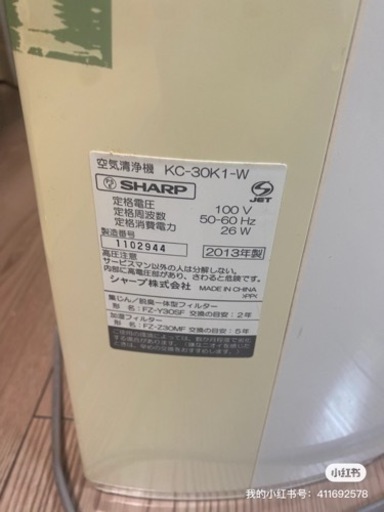 空気清浄機 KC-30K1-W
SHARP
JET
定格電圧 100 V
定格周波数 50-60 Hz
定格消費電力 26 W
製造番号
1102944
2013年製
高圧注意
サービスマン以外の人は分解しない。
内部に高電圧部があり、さわると危険です。
シャープ株式会社 MADE IN CHINA
集じん／脱臭一体型フィルター
形 名：FZ-Y30SF 交換の目安：2年
加湿フィルター
形 名：FZ-Z30MF 交換の目安：5年
小红书
我的小红书号：411692578